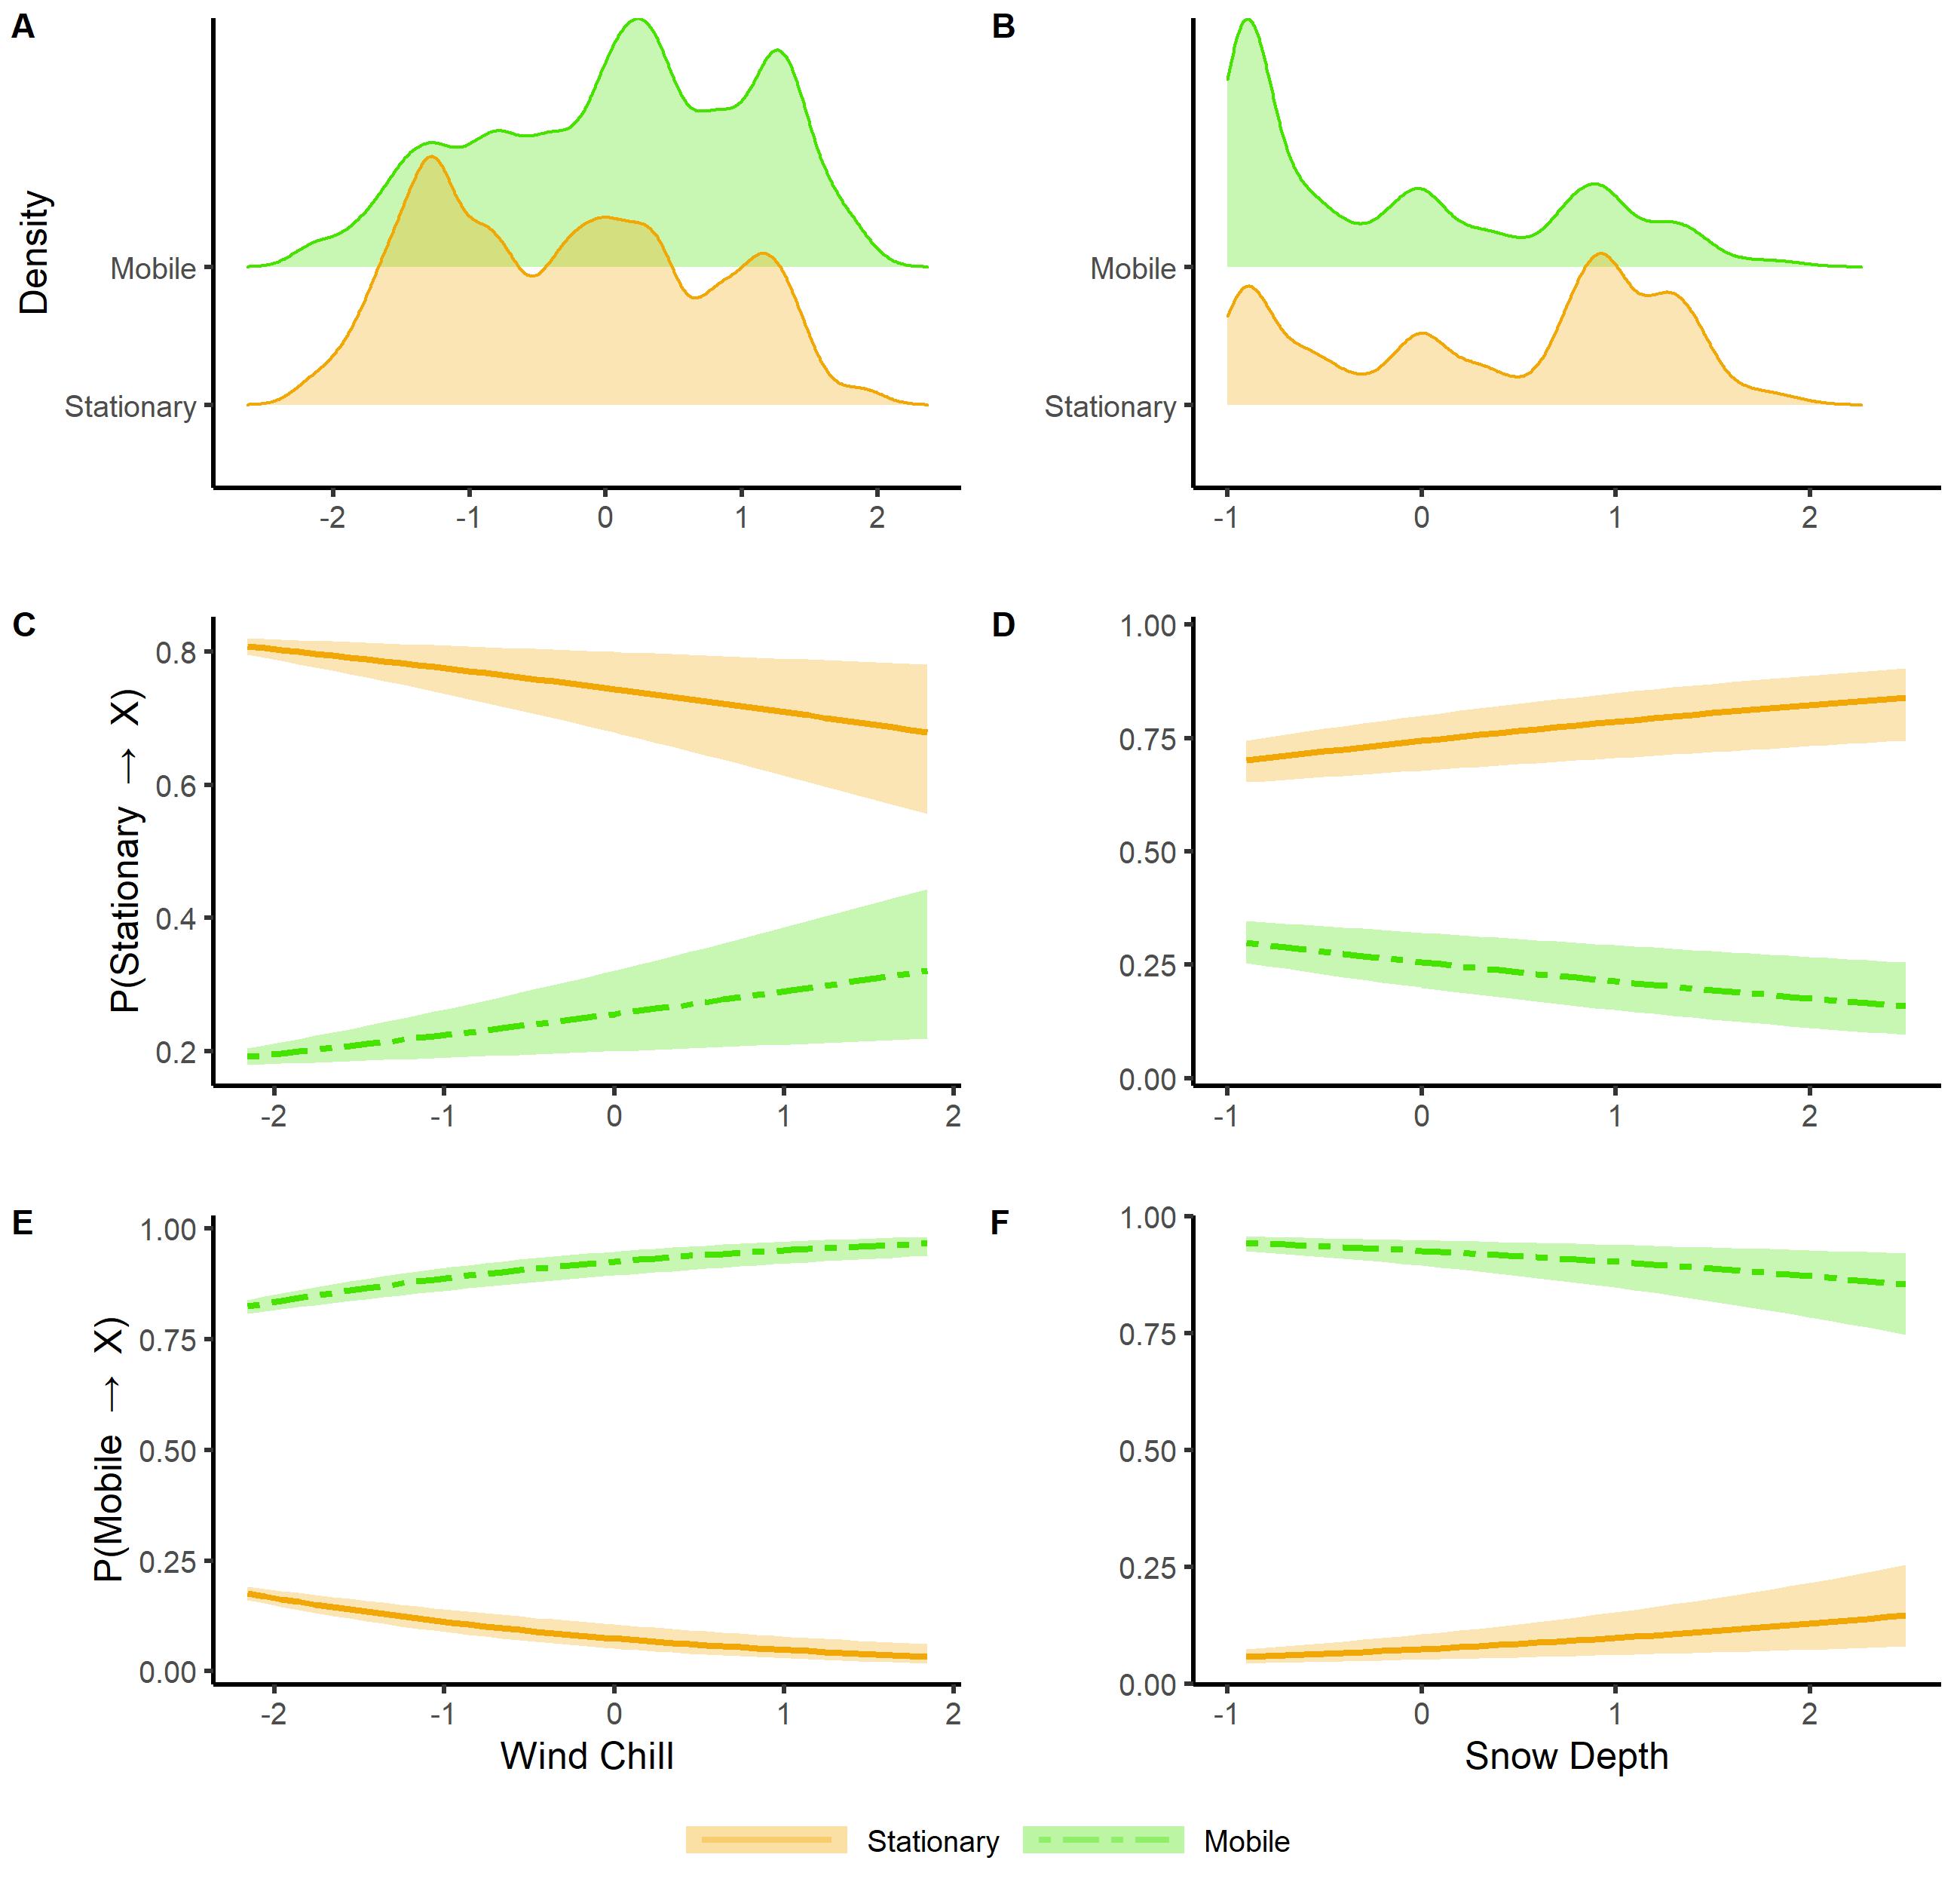 A
B
Density
Mobile
Stationary
-2 -1 0 1 2
Mobile
Stationary
-1 0 1 2
C
D
P(Stationary → X)
0.8
0.6
0.4
0.2
-2 -1 0 1 2
1.00
0.75
0.50
0.25
0.00
-1 0 1 2
E
F
P(Mobile → X)
1.00
0.75
0.50
0.25
0.00
-2 -1 0 1 2
Wind Chill
1.00
0.75
0.50
0.25
0.00
-1 0 1 2
Snow Depth
Stationary Mobile